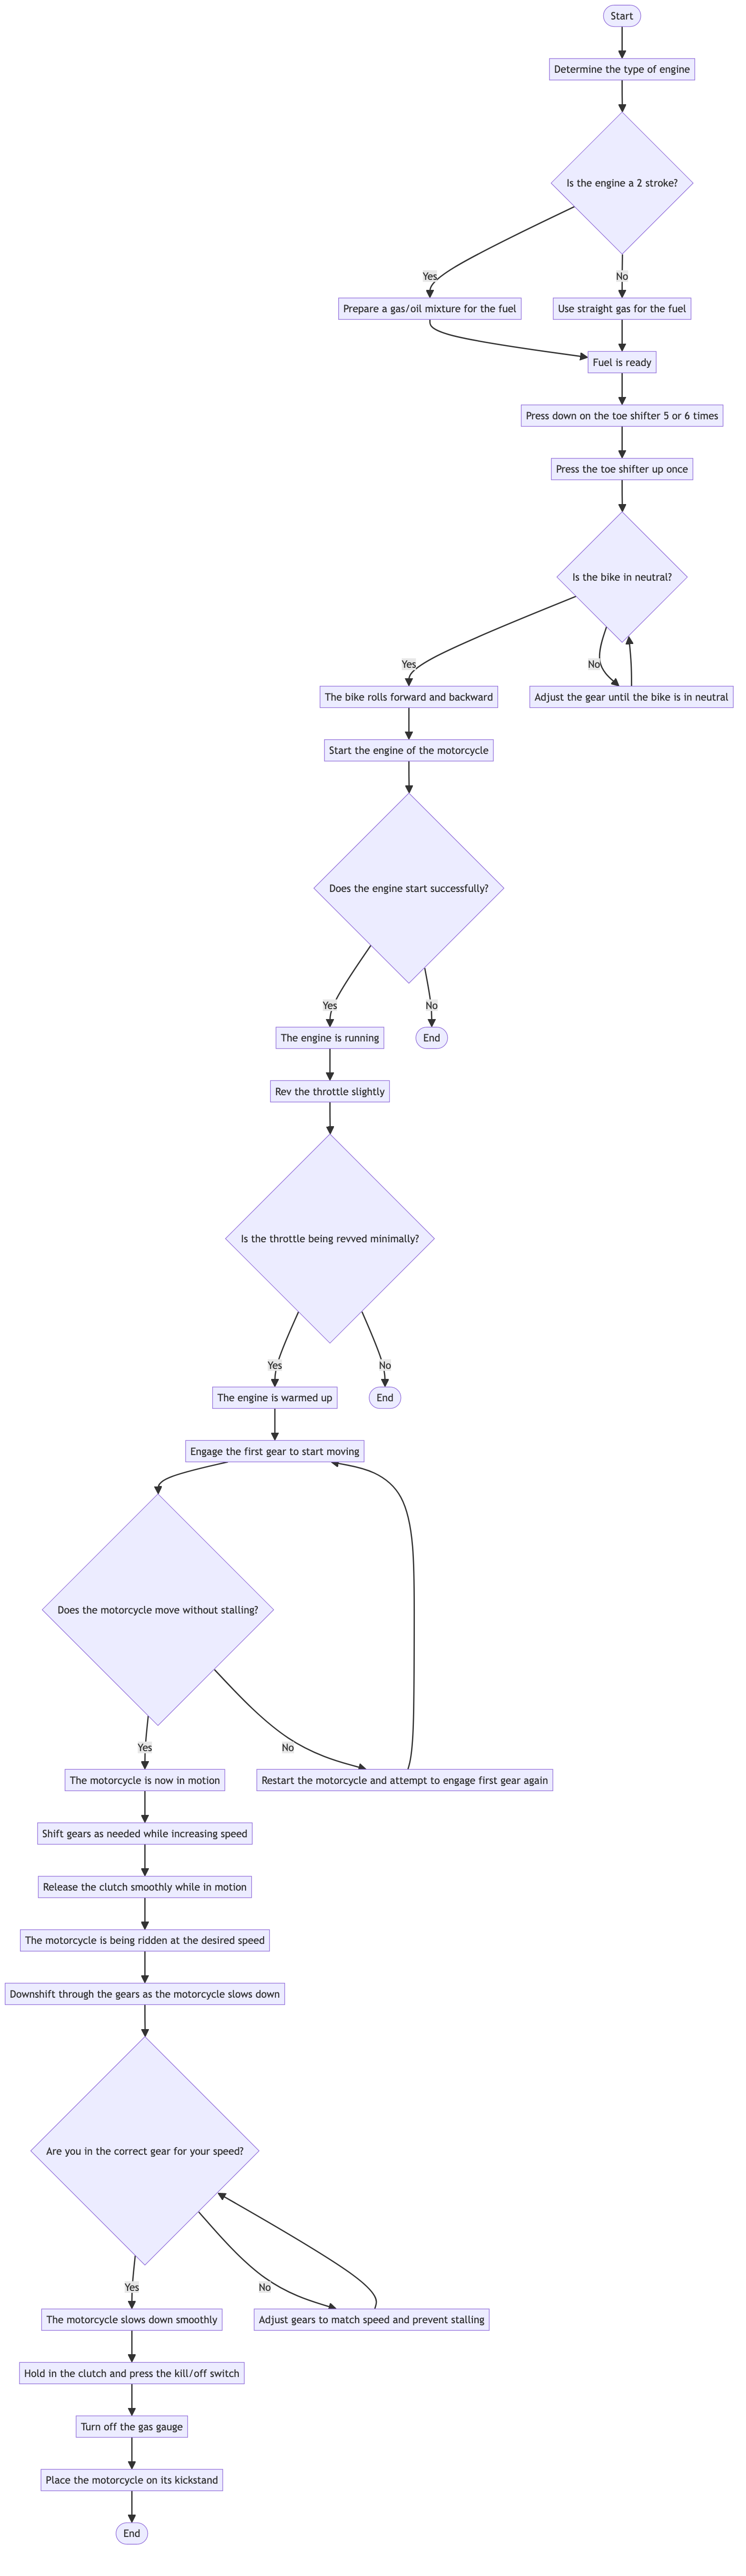 Start
Determine the type of engine
Is the engine a 2 stroke?
Yes
No
Prepare a gas/oil mixture for the fuel
Use straight gas for the fuel
Fuel is ready
Press down on the toe shifter 5 or 6 times
Press the toe shifter up once
Is the bike in neutral?
Yes
No
The bike rolls forward and backward
Adjust the gear until the bike is in neutral
Start the engine of the motorcycle
Does the engine start successfully?
Yes
No
The engine is running
End
Rev the throttle slightly
Is the throttle being revved minimally?
Yes
No
The engine is warmed up
End
Engage the first gear to start moving
Does the motorcycle move without stalling?
Yes
No
The motorcycle is now in motion
Restart the motorcycle and attempt to engage first gear again
Shift gears as needed while increasing speed
Release the clutch smoothly while in motion
The motorcycle is being ridden at the desired speed
Downshift through the gears as the motorcycle slows down
Are you in the correct gear for your speed?
Yes
No
The motorcycle slows down smoothly
Adjust gears to match speed and prevent stalling
Hold in the clutch and press the kill/off switch
Turn off the gas gauge
Place the motorcycle on its kickstand
End